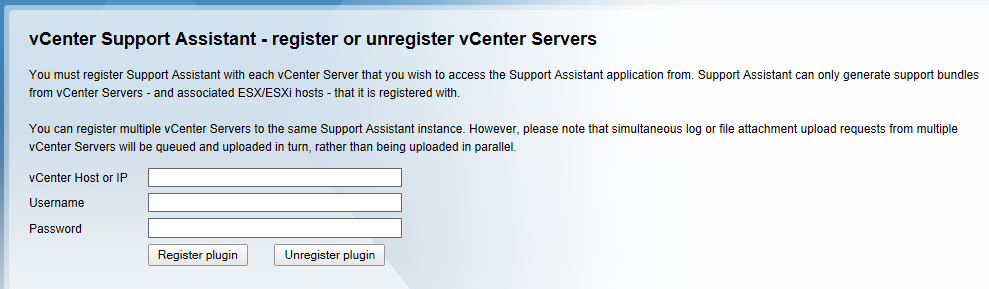 vCenter Support Assistant - register or unregister vCenter Servers
You must register Support Assistant with each vCenter Server that you wish to access the Support Assistant application from. Support Assistant can only generate support bundles
from vCenter Servers - and associated ESX/ESXi hosts - that it is registered with.
You can register multiple vCenter Servers to the same Support Assistant instance. However, please note that simultaneous log or file attachment upload requests from multiple
vCenter Servers will be queued and uploaded in turn, rather than being uploaded in parallel.
vCenter Host or IP
Username
Password
Register plugin Unregister plugin